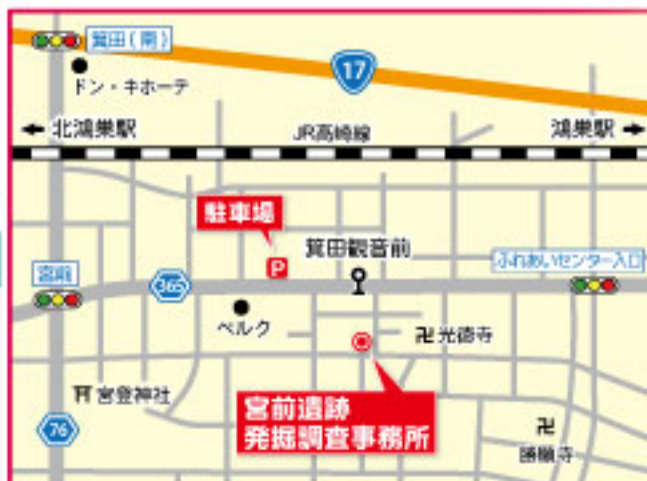 箕田(南)
17
ドン・キホーテ
北鴻巣駅
JR高崎線
鴻巣駅
駐車場
P
箕田観音前
ふれあいセンター入口
宮前
365
ベルク
卍光徳寺
宮登神社
宮前遺跡
発掘調査事務所
76
卍
勝願寺